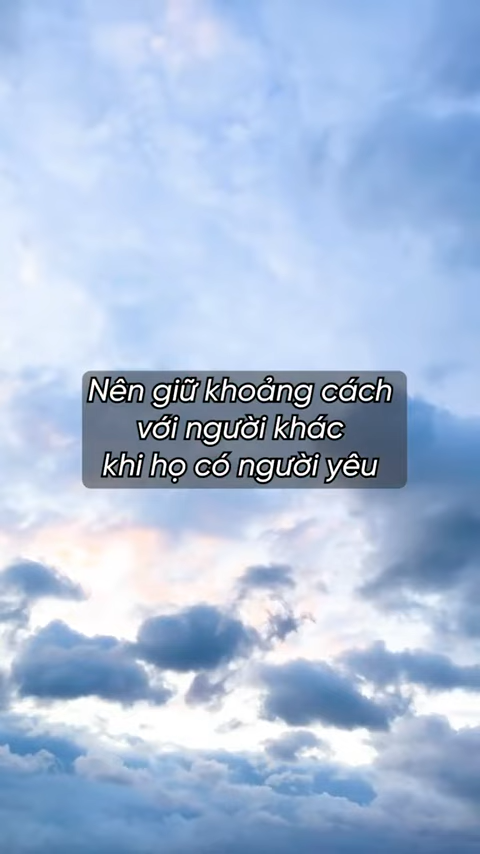 Nên giữ khoảng cách
với người khác
khi họ có người yêu